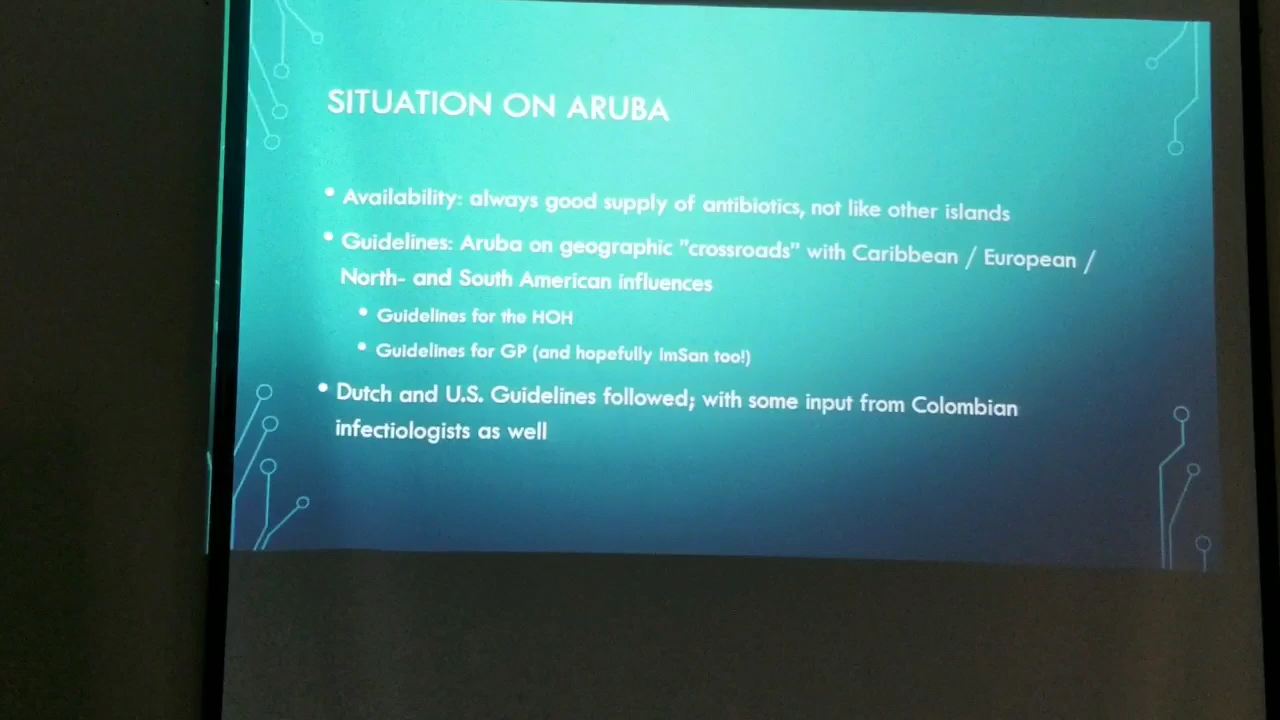 SITUATION ON ARUBA
• Availability: always good supply of antibiotics, not like other islands
• Guidelines: Aruba on geographic "crossroads" with Caribbean / European /
North- and South American influences
• Guidelines for the HOH
• Guidelines for GP (and hopefully ImSan too!)
• Dutch and U.S. Guidelines followed; with some input from Colombian
infectiologists as well